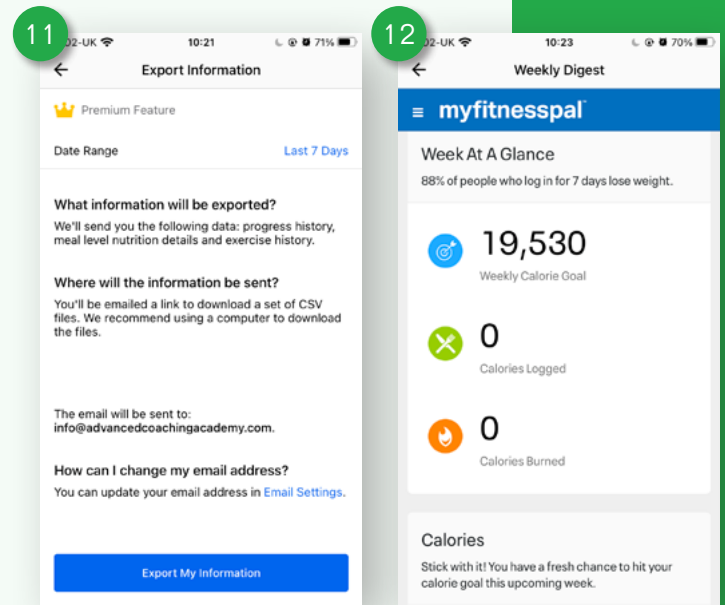 11
O2-UK 10:21 71%
Export Information
Premium Feature
Date Range Last 7 Days
What information will be exported?
We'll send you the following data: progress history,
meal level nutrition details and exercise history.
Where will the information be sent?
You'll be emailed a link to download a set of CSV
files. We recommend using a computer to download
the files.
The email will be sent to:
info@advancedcoachingacademy.com.
How can I change my email address?
You can update your email address in Email Settings.
Export My Information
12
O2-UK 10:23 70%
Weekly Digest
myfitnesspal
Week At A Glance
88% of people who log in for 7 days lose weight.
19,530
Weekly Calorie Goal
0
Calories Logged
0
Calories Burned
Calories
Stick with it! You have a fresh chance to hit your
calorie goal this upcoming week.